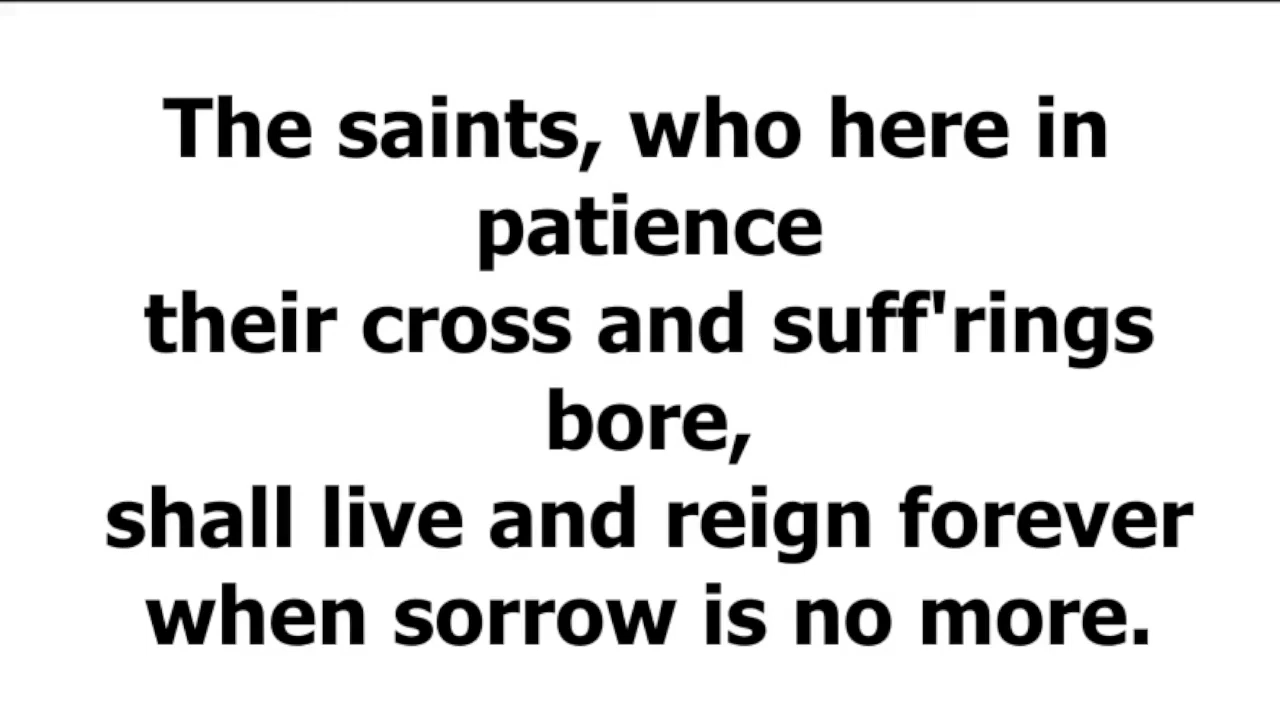 The saints, who here in
patience
their cross and suff'rings
bore,
shall live and reign forever
when sorrow is no more.